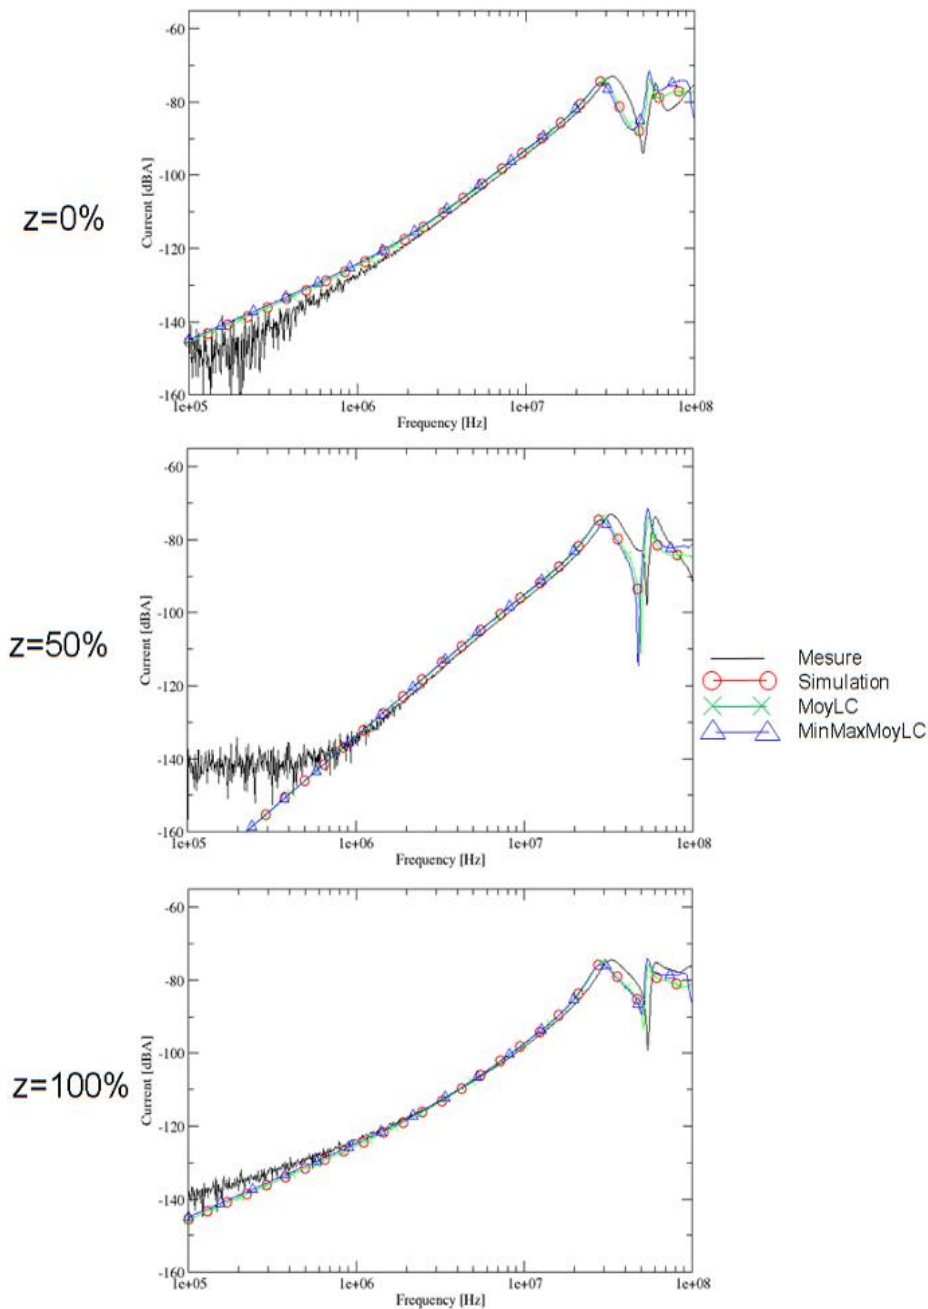 -60
-80
-100
-120
-140
-160
Current [dBA]
1e+05
1e+06
1e+07
1e+08
Frequency [Hz]
z=0%
-60
-80
-100
-120
-140
-160
Current [dBA]
1e+05
1e+06
1e+07
1e+08
Frequency [Hz]
z=50%
Mesure
Simulation
MoyLC
MinMaxMoyLC
-60
-80
-100
-120
-140
-160
Current [dBA]
1e+05
1e+06
1e+07
1e+08
Frequency [Hz]
z=100%